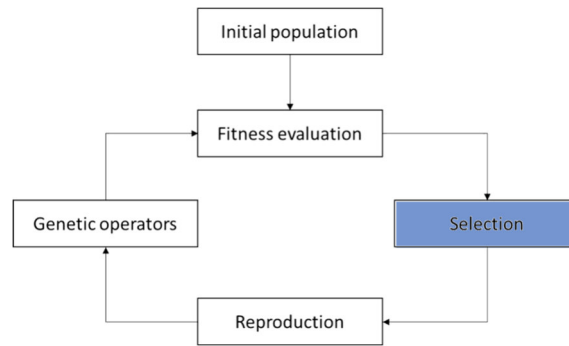 Initial population
Fitness evaluation
Genetic operators
Selection
Reproduction